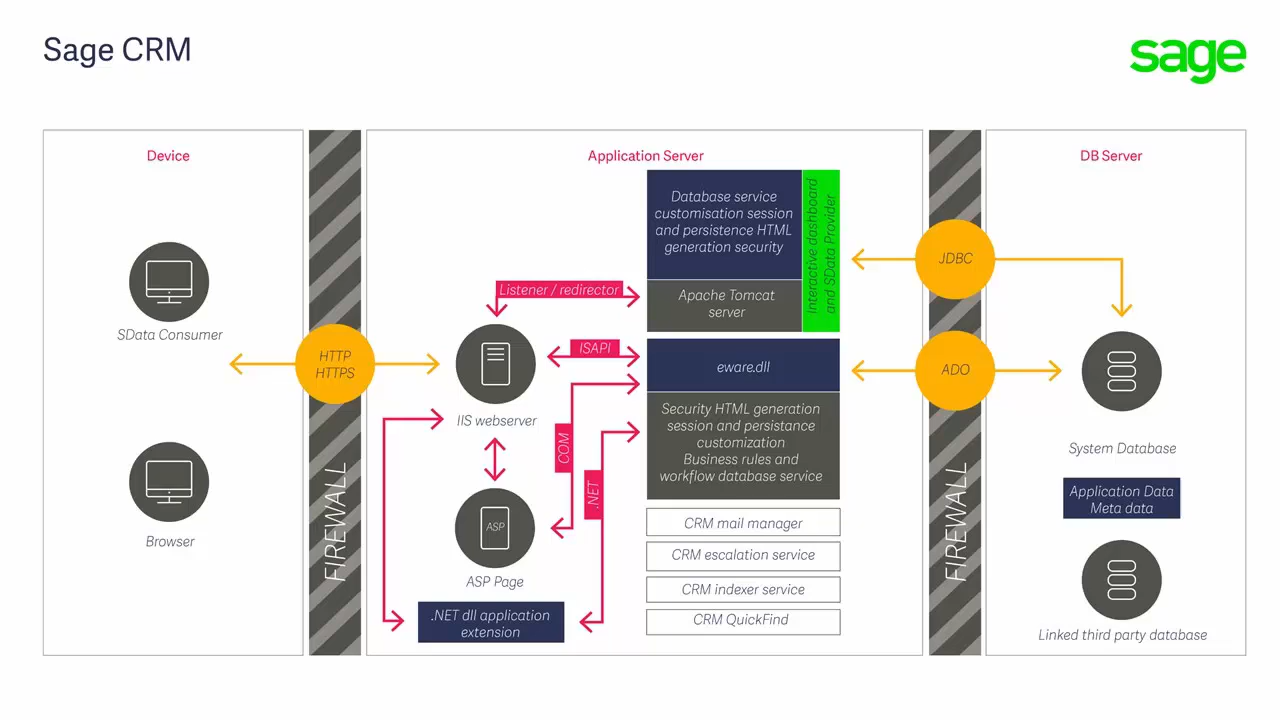 Sage CRM
sage
Device
SData Consumer
Browser
HTTP
HTTPS
FIREWALL
Application Server
Database service
customisation session
and persistence HTML
generation security
Interactive dashboard
and SData Provider
Apache Tomcat
server
Listener / redirector
ISAPI
IIS webserver
eware.dll
Security HTML generation
session and persistance
customization
Business rules and
workflow database service
COM
.NET
ASP
ASP Page
.NET dll application
extension
CRM mail manager
CRM escalation service
CRM indexer service
CRM QuickFind
JDBC
ADO
FIREWALL
DB Server
System Database
Application Data
Meta data
Linked third party database